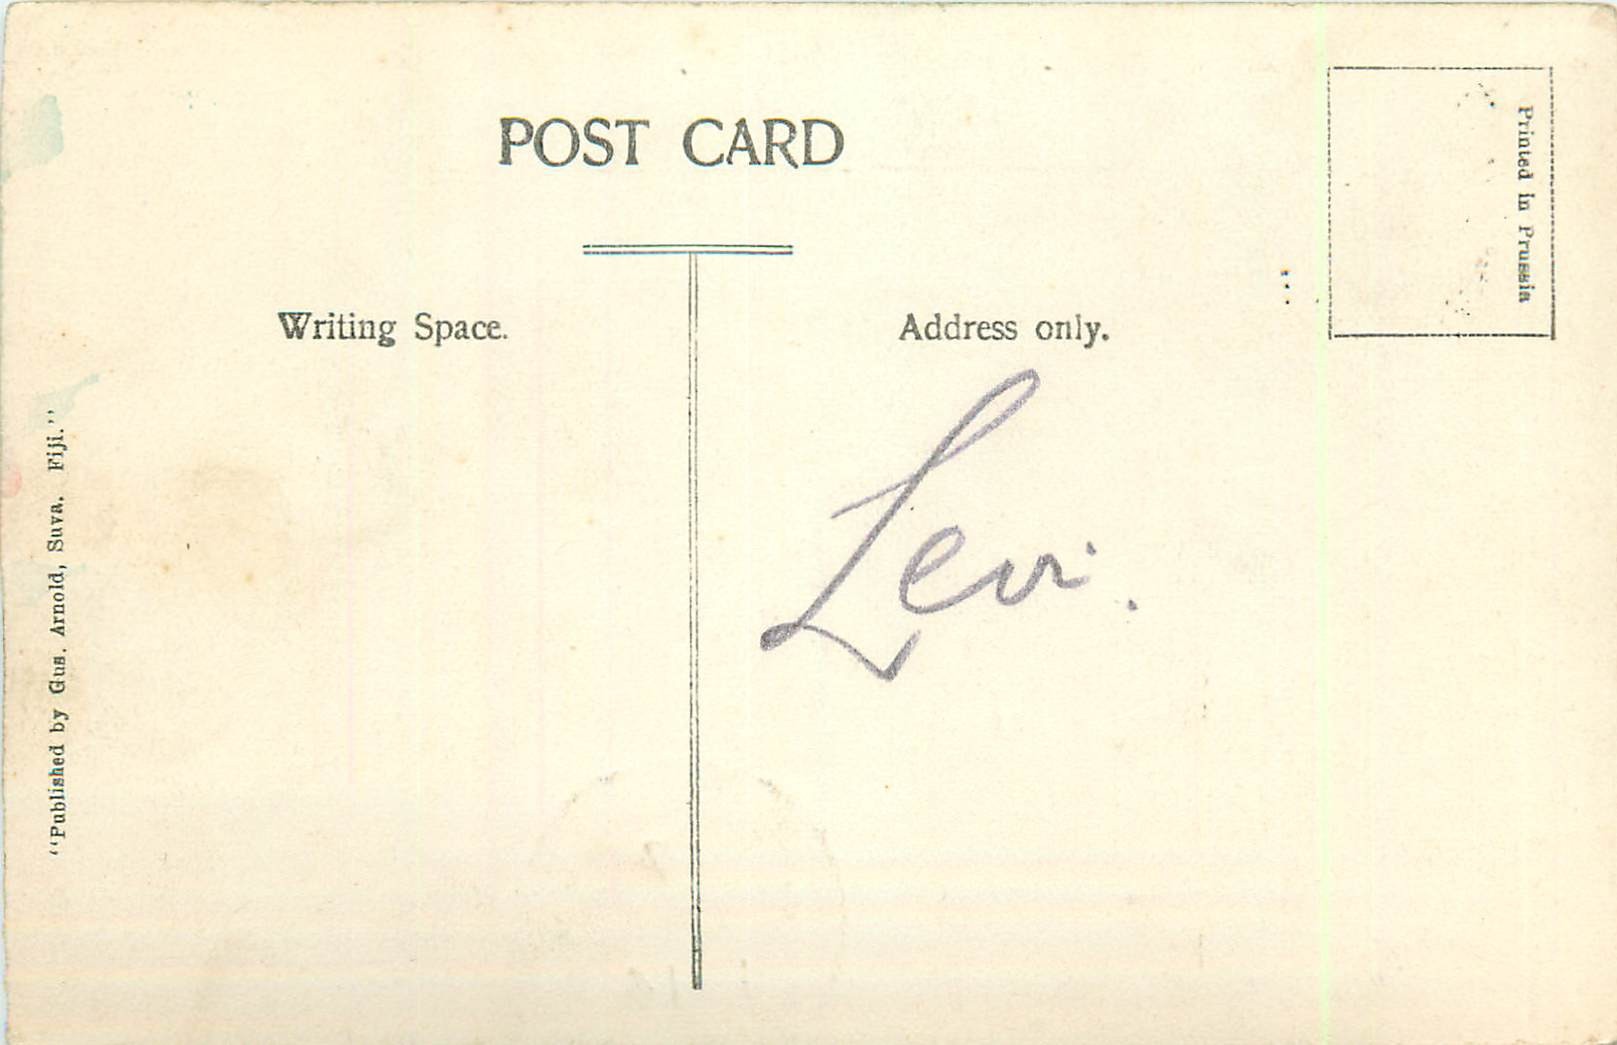 POST CARD
Printed in Prussia
Writing Space.
Address only.
Levi.
“Published by Gus. Arnold, Suva. Fiji.”